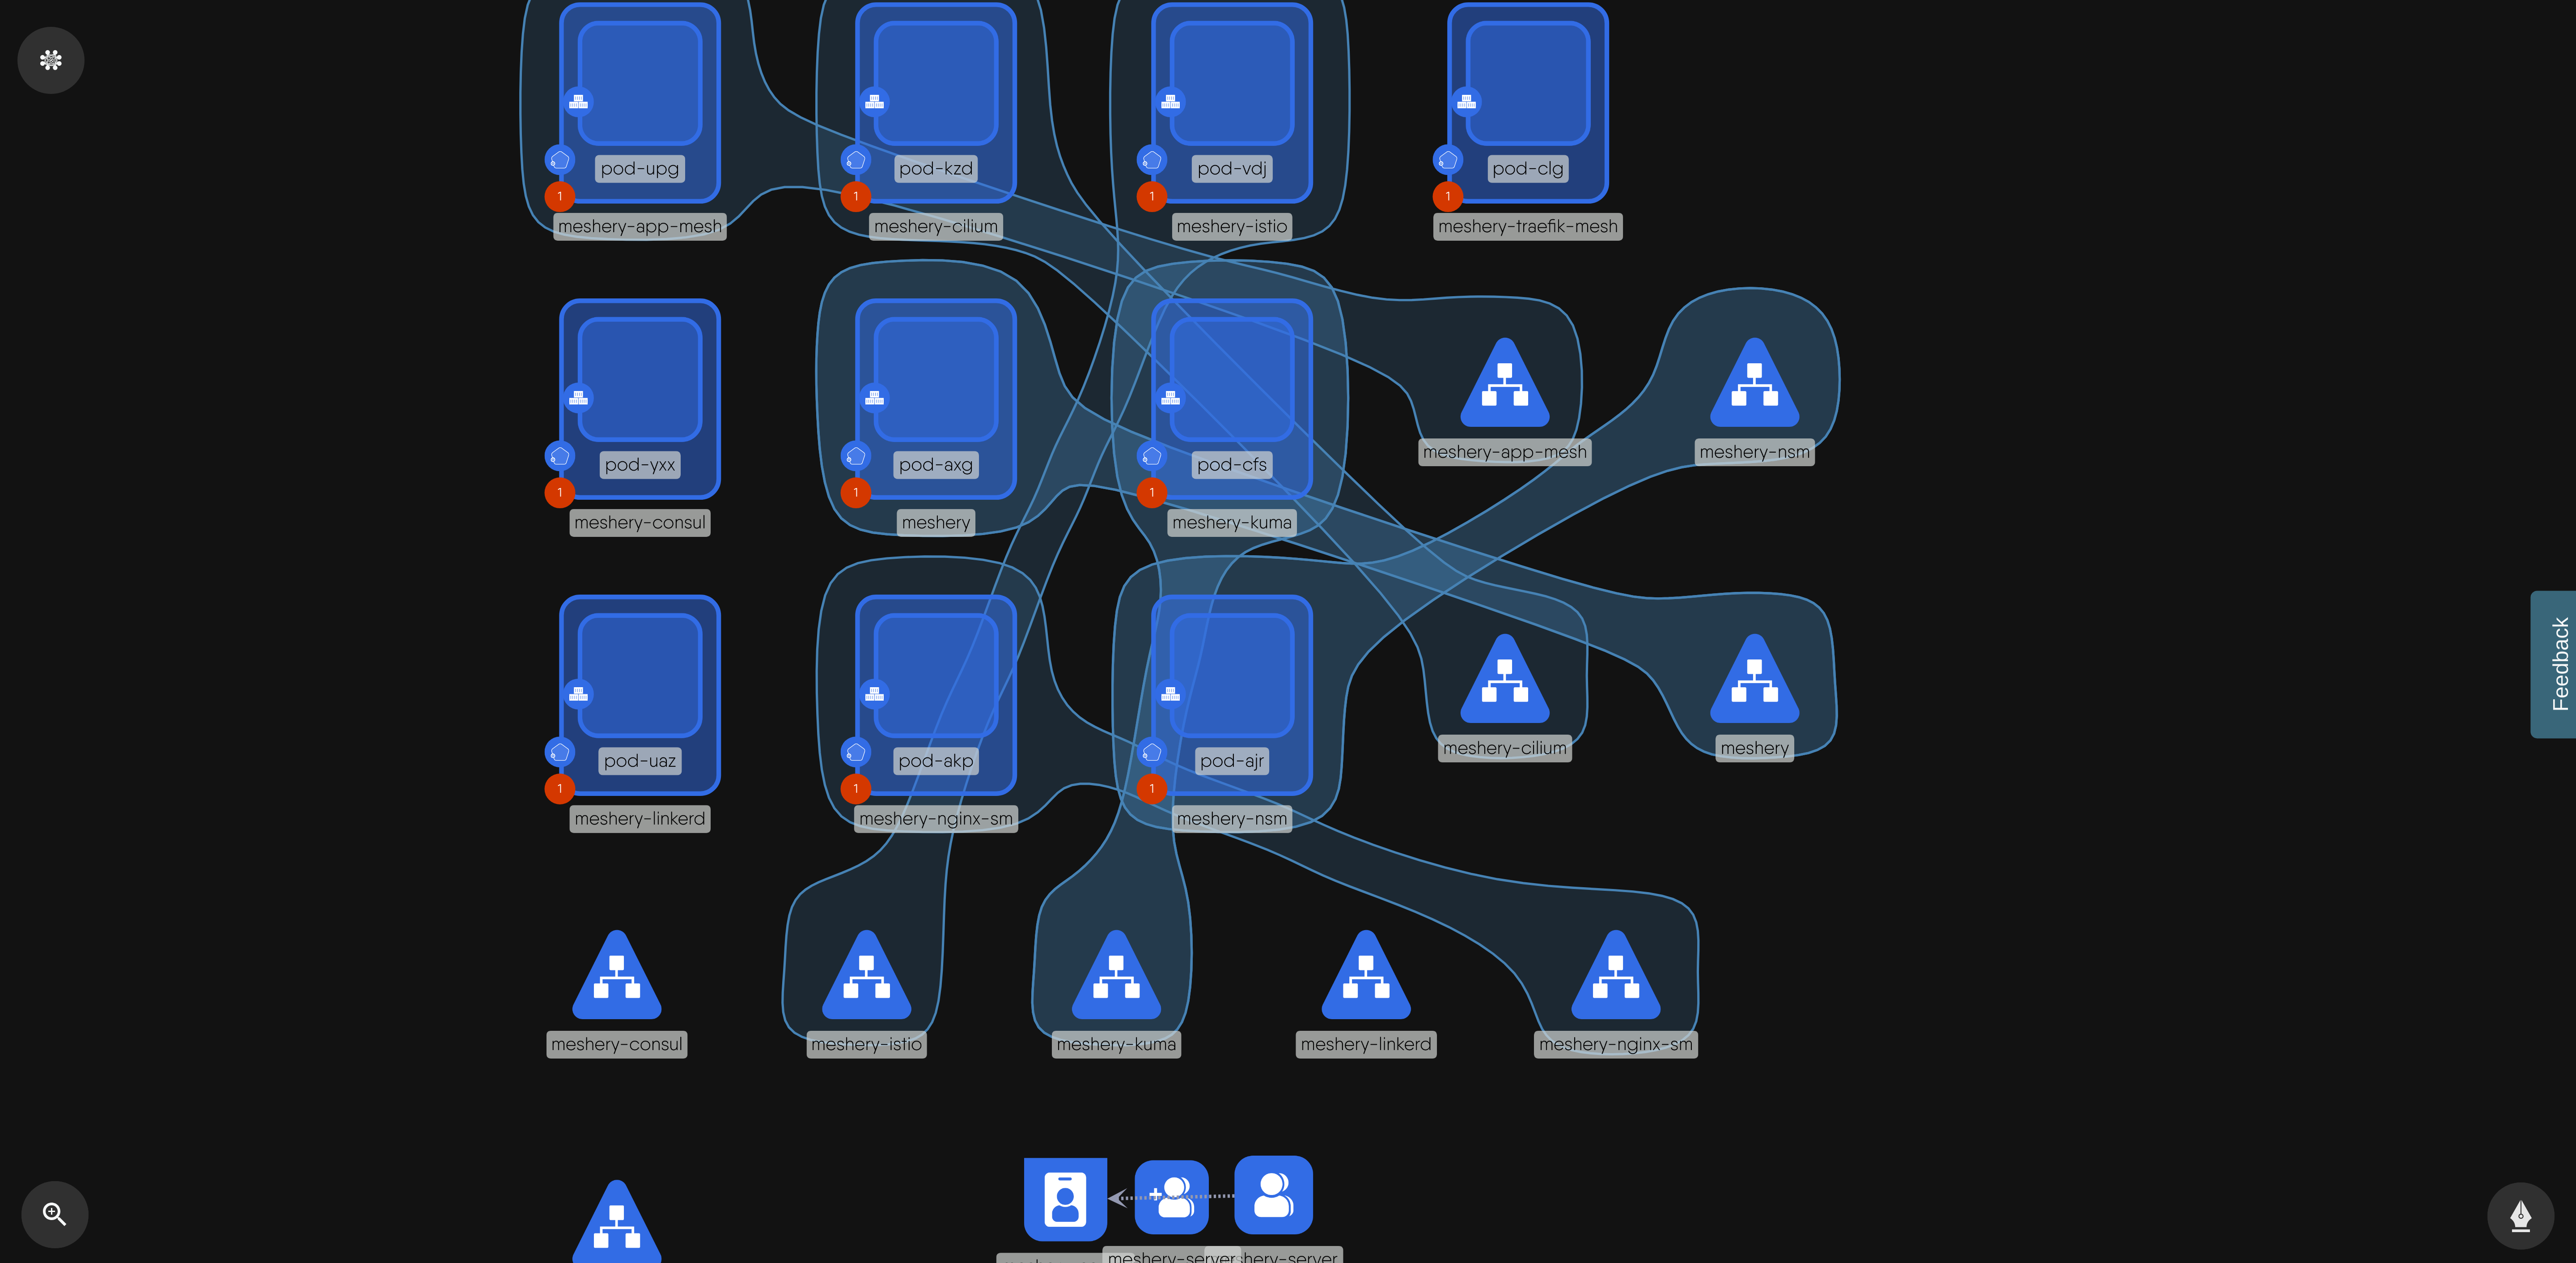 pod-upg
pod-kzd
pod-vdj
pod-clg
1
1
1
1
meshery-app-mesh
meshery-cilium
meshery-istio
meshery-traefik-mesh
pod-yxx
pod-axg
pod-cfs
meshery-app-mesh
meshery-nsm
1
1
1
meshery-consul
meshery
meshery-kuma
Feedback
pod-uaz
pod-akp
pod-ajr
meshery-cilium
meshery
1
1
1
meshery-linkerd
meshery-nginx-sm
meshery-nsm
meshery-consul
meshery-istio
meshery-kuma
meshery-linkerd
meshery-nginx-sm
meshery-server
hery-server